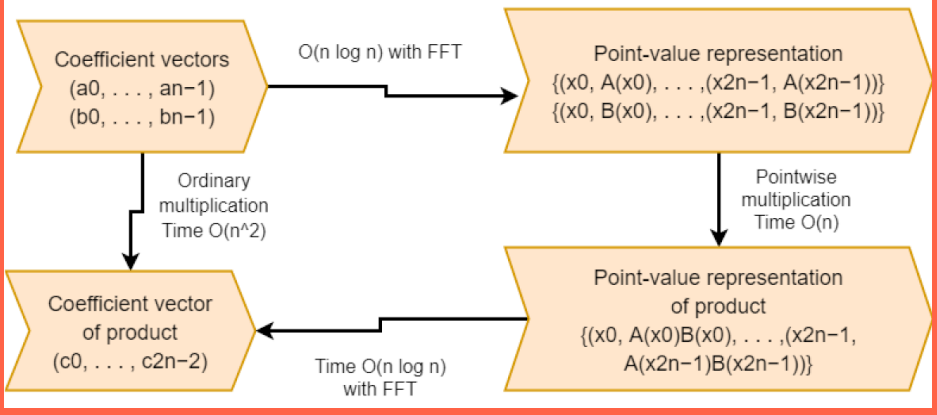 Coefficient vectors
(a0, . . . , an−1)
(b0, . . . , bn−1)
O(n log n) with FFT
Point-value representation
{(x0, A(x0), . . . ,(x2n−1, A(x2n−1))}
{(x0, B(x0), . . . ,(x2n−1, B(x2n−1))}
Ordinary
multiplication
Time O(n^2)
Pointwise
multiplication
Time O(n)
Coefficient vector
of product
(c0, . . . , c2n−2)
Time O(n log n)
with FFT
Point-value representation
of product
{(x0, A(x0)B(x0), . . . ,(x2n−1,
A(x2n−1)B(x2n−1))}